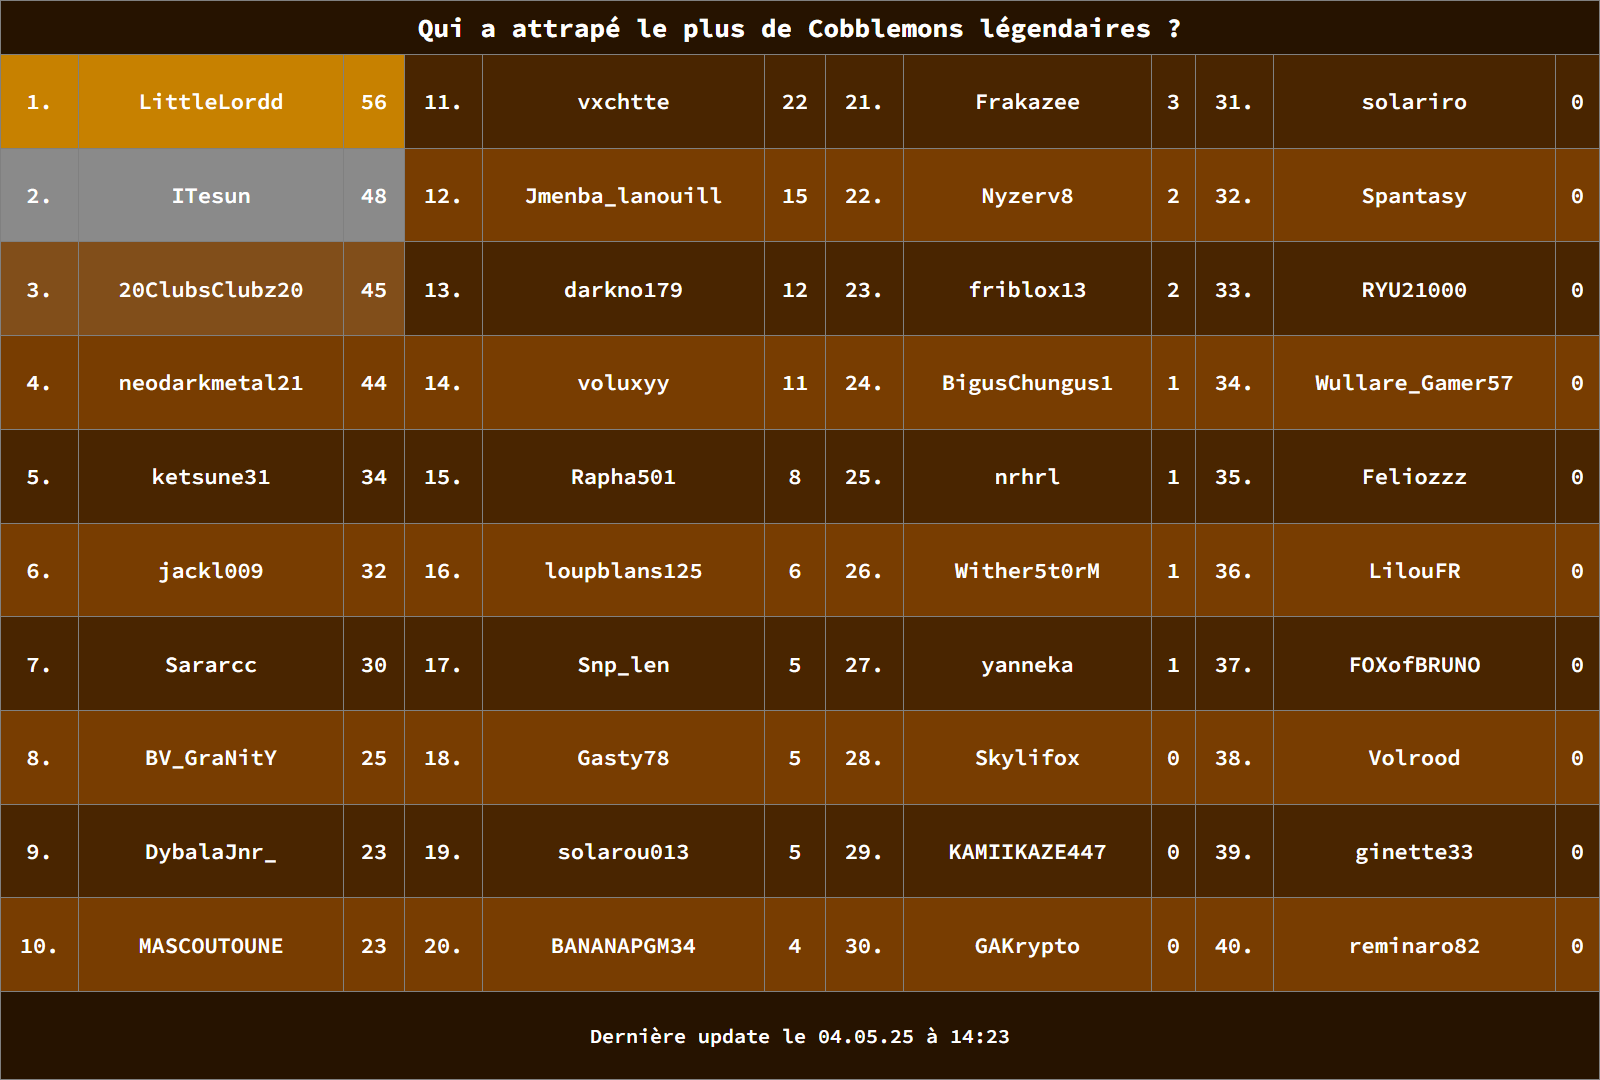 Qui a attrapé le plus de Cobblemons légendaires ?
1. LittleLordd 56 11. vxchtte 22 21. Frakazee 3 31. solariro 0
2. ITesun 48 12. Jmenba_lanouill 15 22. Nyzerv8 2 32. Spantasy 0
3. 20ClubsClubz20 45 13. darkno179 12 23. friblox13 2 33. RYU21000 0
4. neodarkmetal21 44 14. voluxyy 11 24. BigusChungus1 1 34. Wullare_Gamer57 0
5. ketsune31 34 15. Rapha501 8 25. nrhrl 1 35. Feliozzz 0
6. jackl009 32 16. loupblans125 6 26. Wither5t0rM 1 36. LilouFR 0
7. Sararcc 30 17. Snp_len 5 27. yanneka 1 37. FOXofBRUNO 0
8. BV_GraNitY 25 18. Gasty78 5 28. Skylifox 0 38. Volrood 0
9. DybalaJnr_ 23 19. solarou013 5 29. KAMIIKAZE447 0 39. ginette33 0
10. MASCOUTOUNE 23 20. BANANAPGM34 4 30. GAKrypto 0 40. reminaro82 0
Dernière update le 04.05.25 à 14:23